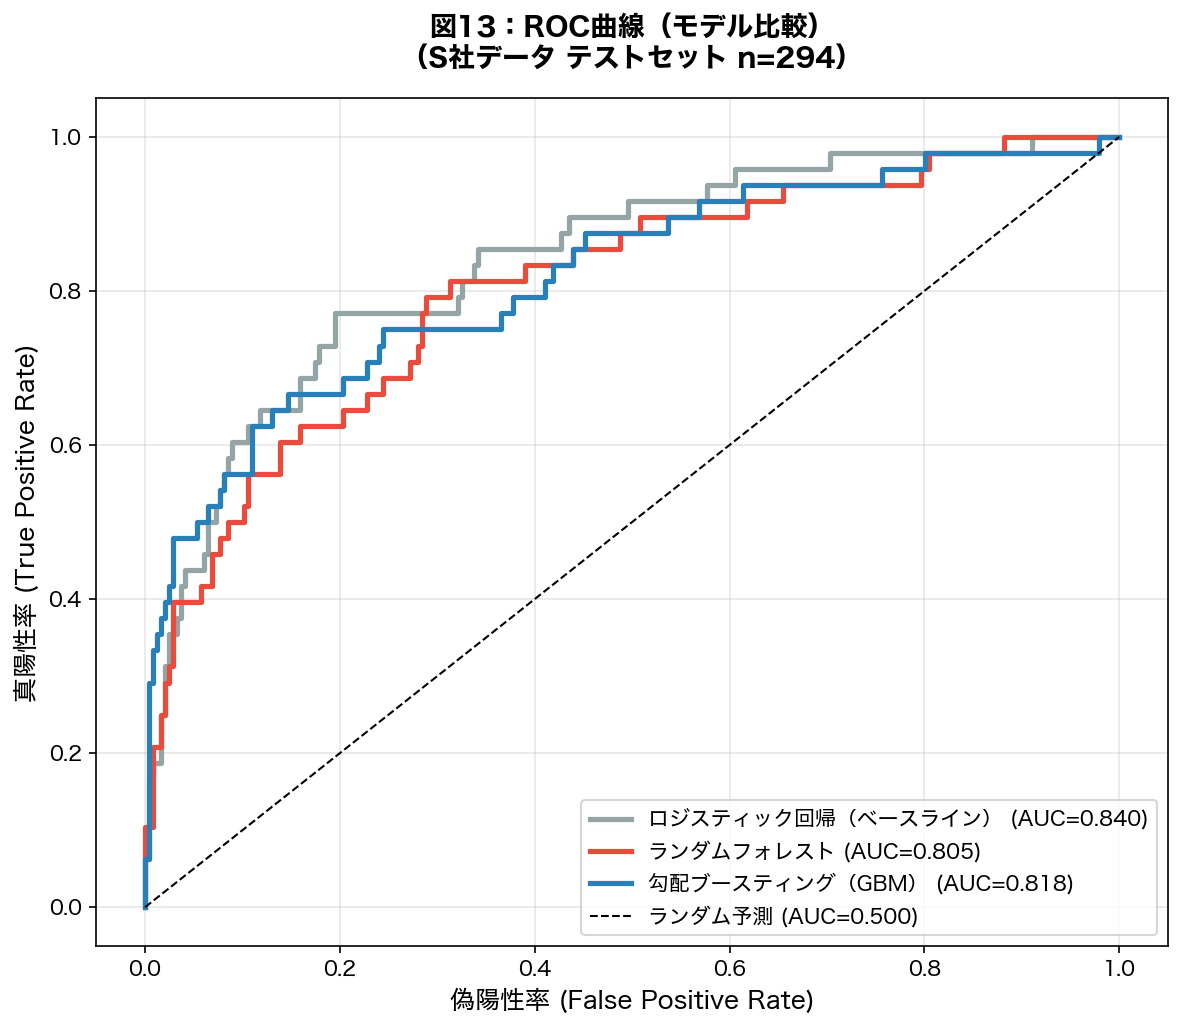 図13：ROC曲線（モデル比較）
（S社データ テストセット n=294）
1.0
0.8
0.6
0.4
0.2
0.0
真陽性率 (True Positive Rate)
0.0
0.2
0.4
0.6
0.8
1.0
偽陽性率 (False Positive Rate)
ロジスティック回帰（ベースライン） (AUC=0.840)
ランダムフォレスト (AUC=0.805)
勾配ブースティング（GBM） (AUC=0.818)
ランダム予測 (AUC=0.500)